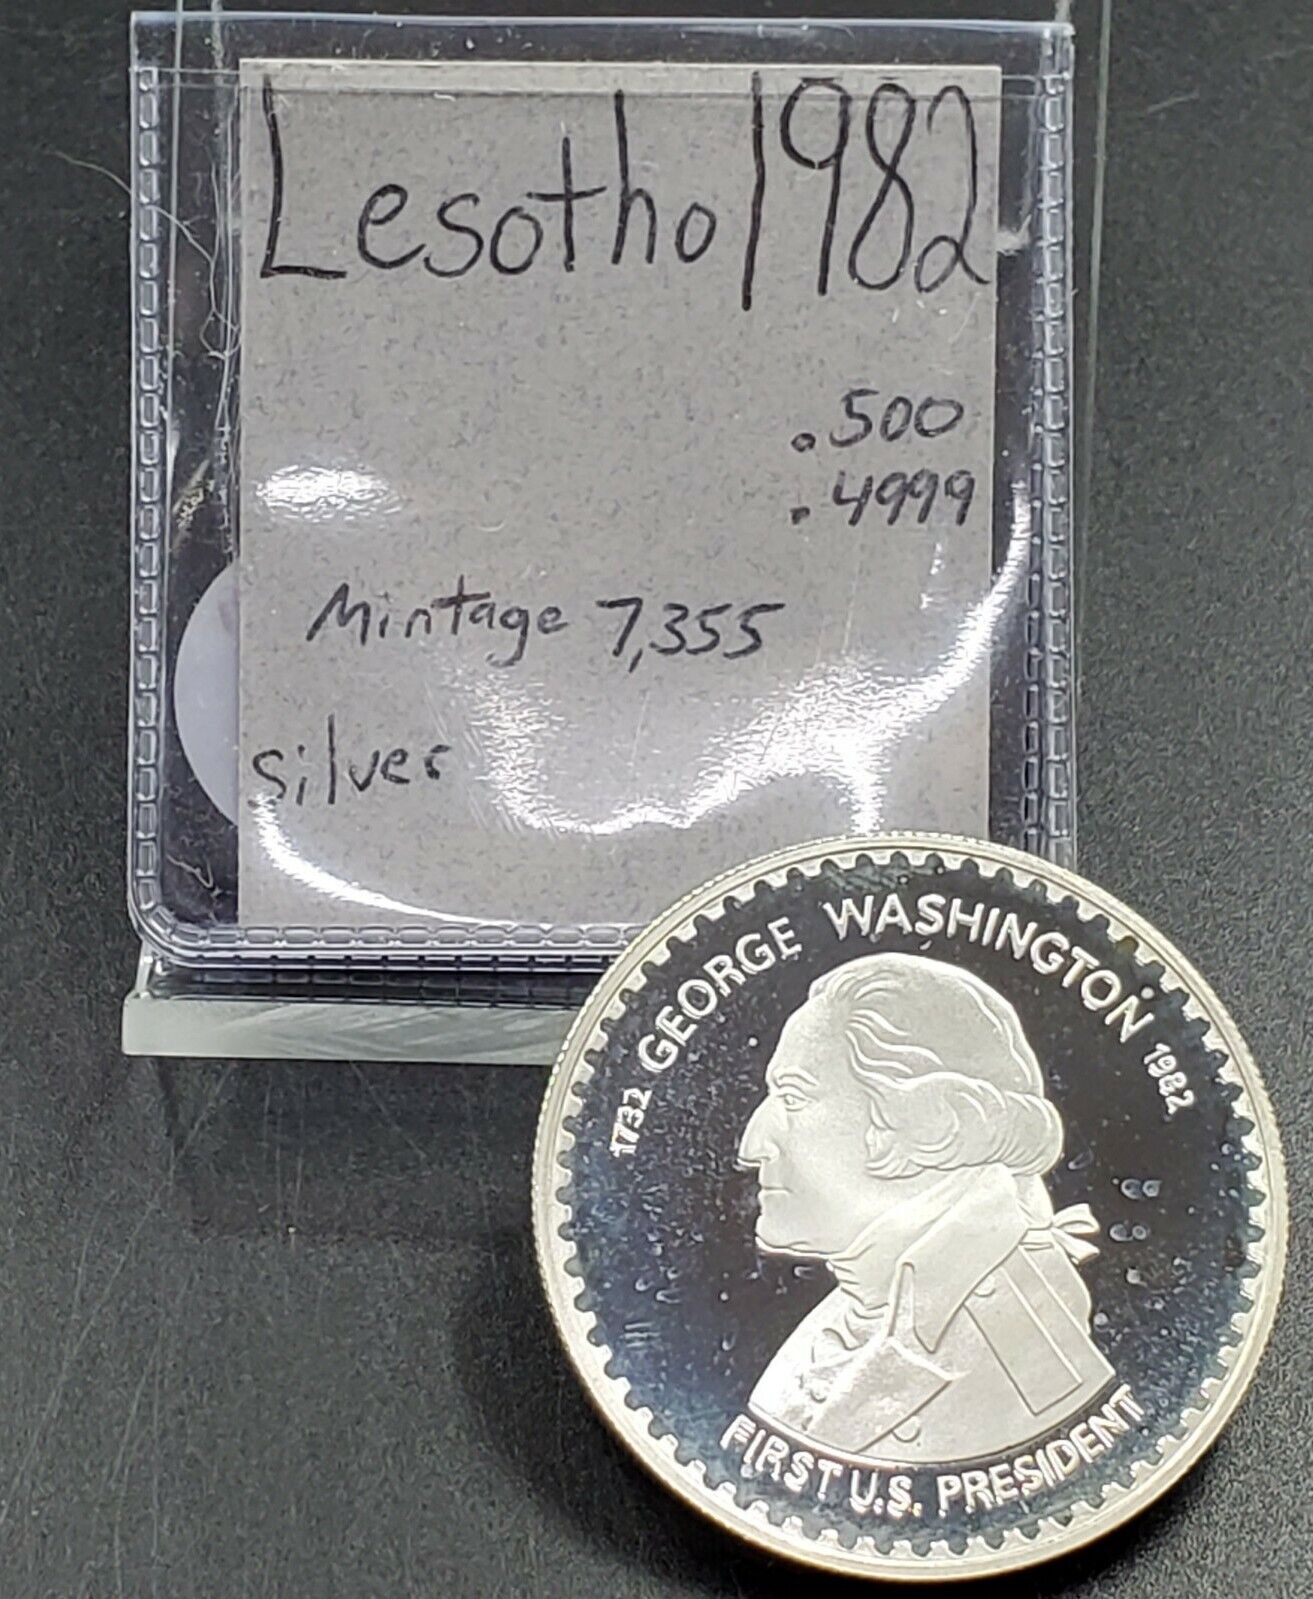 Lesotho 1982
.500
.4999
Mintage 7,355
silver
1732 GEORGE WASHINGTON 1982
FIRST U.S. PRESIDENT